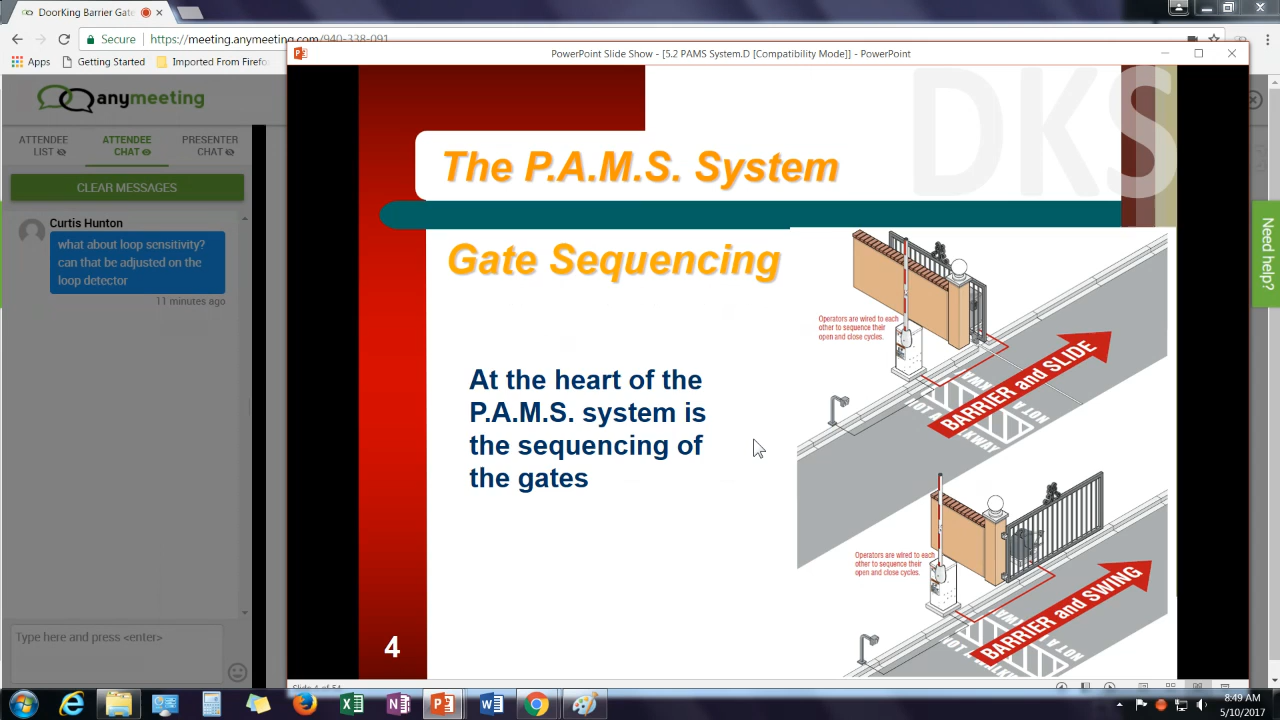 DoorKing Barrier Gat
Secure
https://meeting.anymeeting.com/940-338-091
Apps
Getting Started
Imported From Firefo
PowerPoint Slide Show - [5.2 PAMS System.D [Compatibility Mode]] - PowerPoint
anymeeting
ATTENDEE LIST
ATTENDEE CHAT
PRESENTER CHAT
CLEAR MESSAGES
Curtis Hunton
what about loop sensitivity?
can that be adjusted on the
loop detector
11 minutes ago
Type here and press <enter>
Need help?
DKS
The P.A.M.S. System
Gate Sequencing
At the heart of the
P.A.M.S. system is
the sequencing of
the gates
Operators are wired to each
other to sequence their
open and close cycles.
BARRIER and SLIDE
NOT A WALKWAY
Operators are wired to each
other to sequence their
open and close cycles.
BARRIER and SWING
4
8:49 AM
5/10/2017